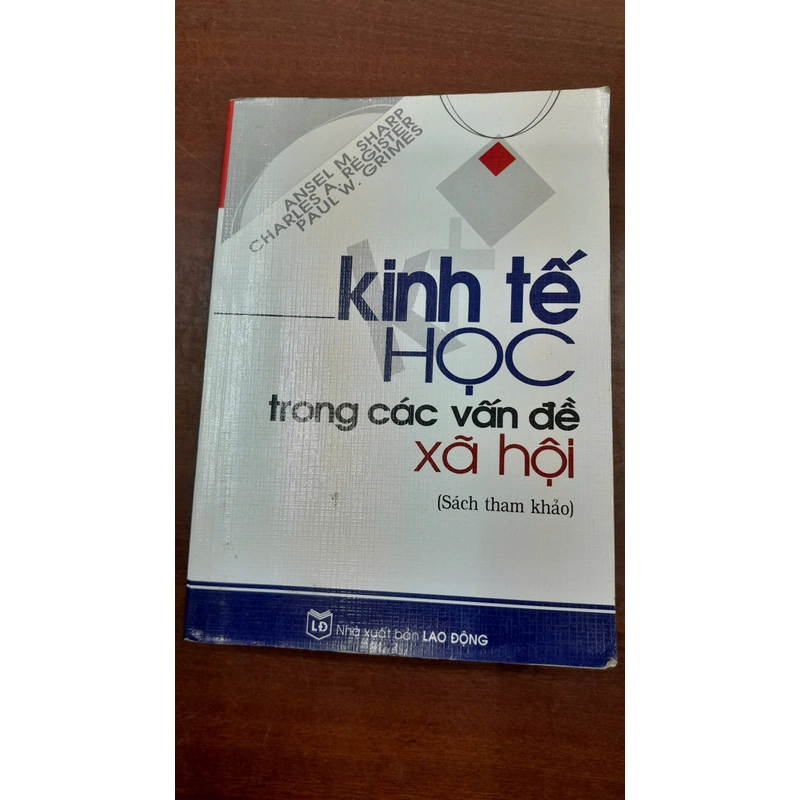 ANSEL M. SHARP
CHARLES A. REGISTER
PAUL W. GRIMES
K+
kinh tế
HỌC
trong các vấn đề
xã hội
(Sách tham khảo)
LĐ Nhà xuất bản LAO ĐỘNG